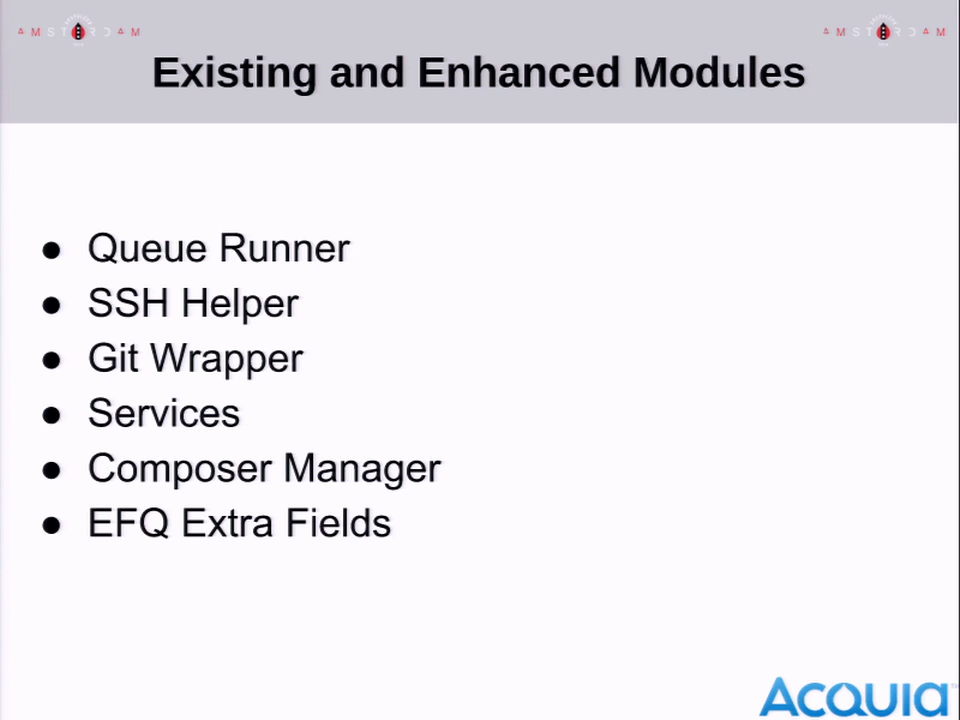 AMSTERDAM AMSTERDAM
Existing and Enhanced Modules
● Queue Runner
● SSH Helper
● Git Wrapper
● Services
● Composer Manager
● EFQ Extra Fields
ACQUIA